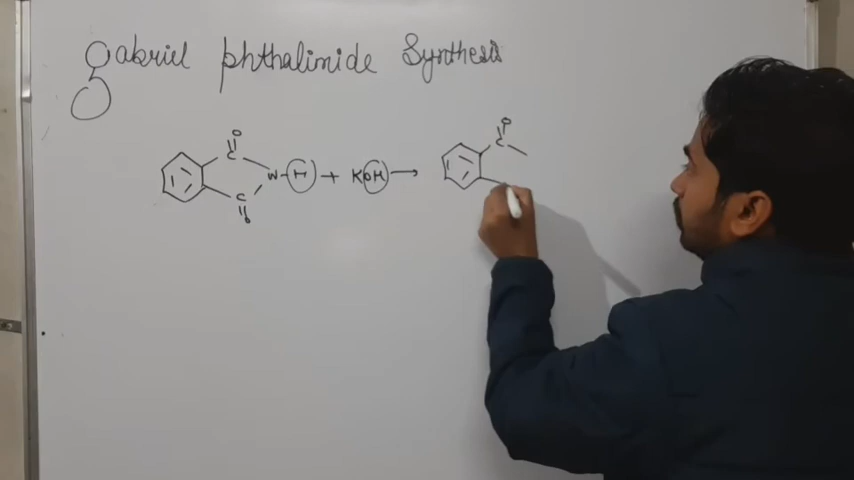 Gabriel phthalimide Synthesis
O
C
N-H + KOH →
C
O
O
C